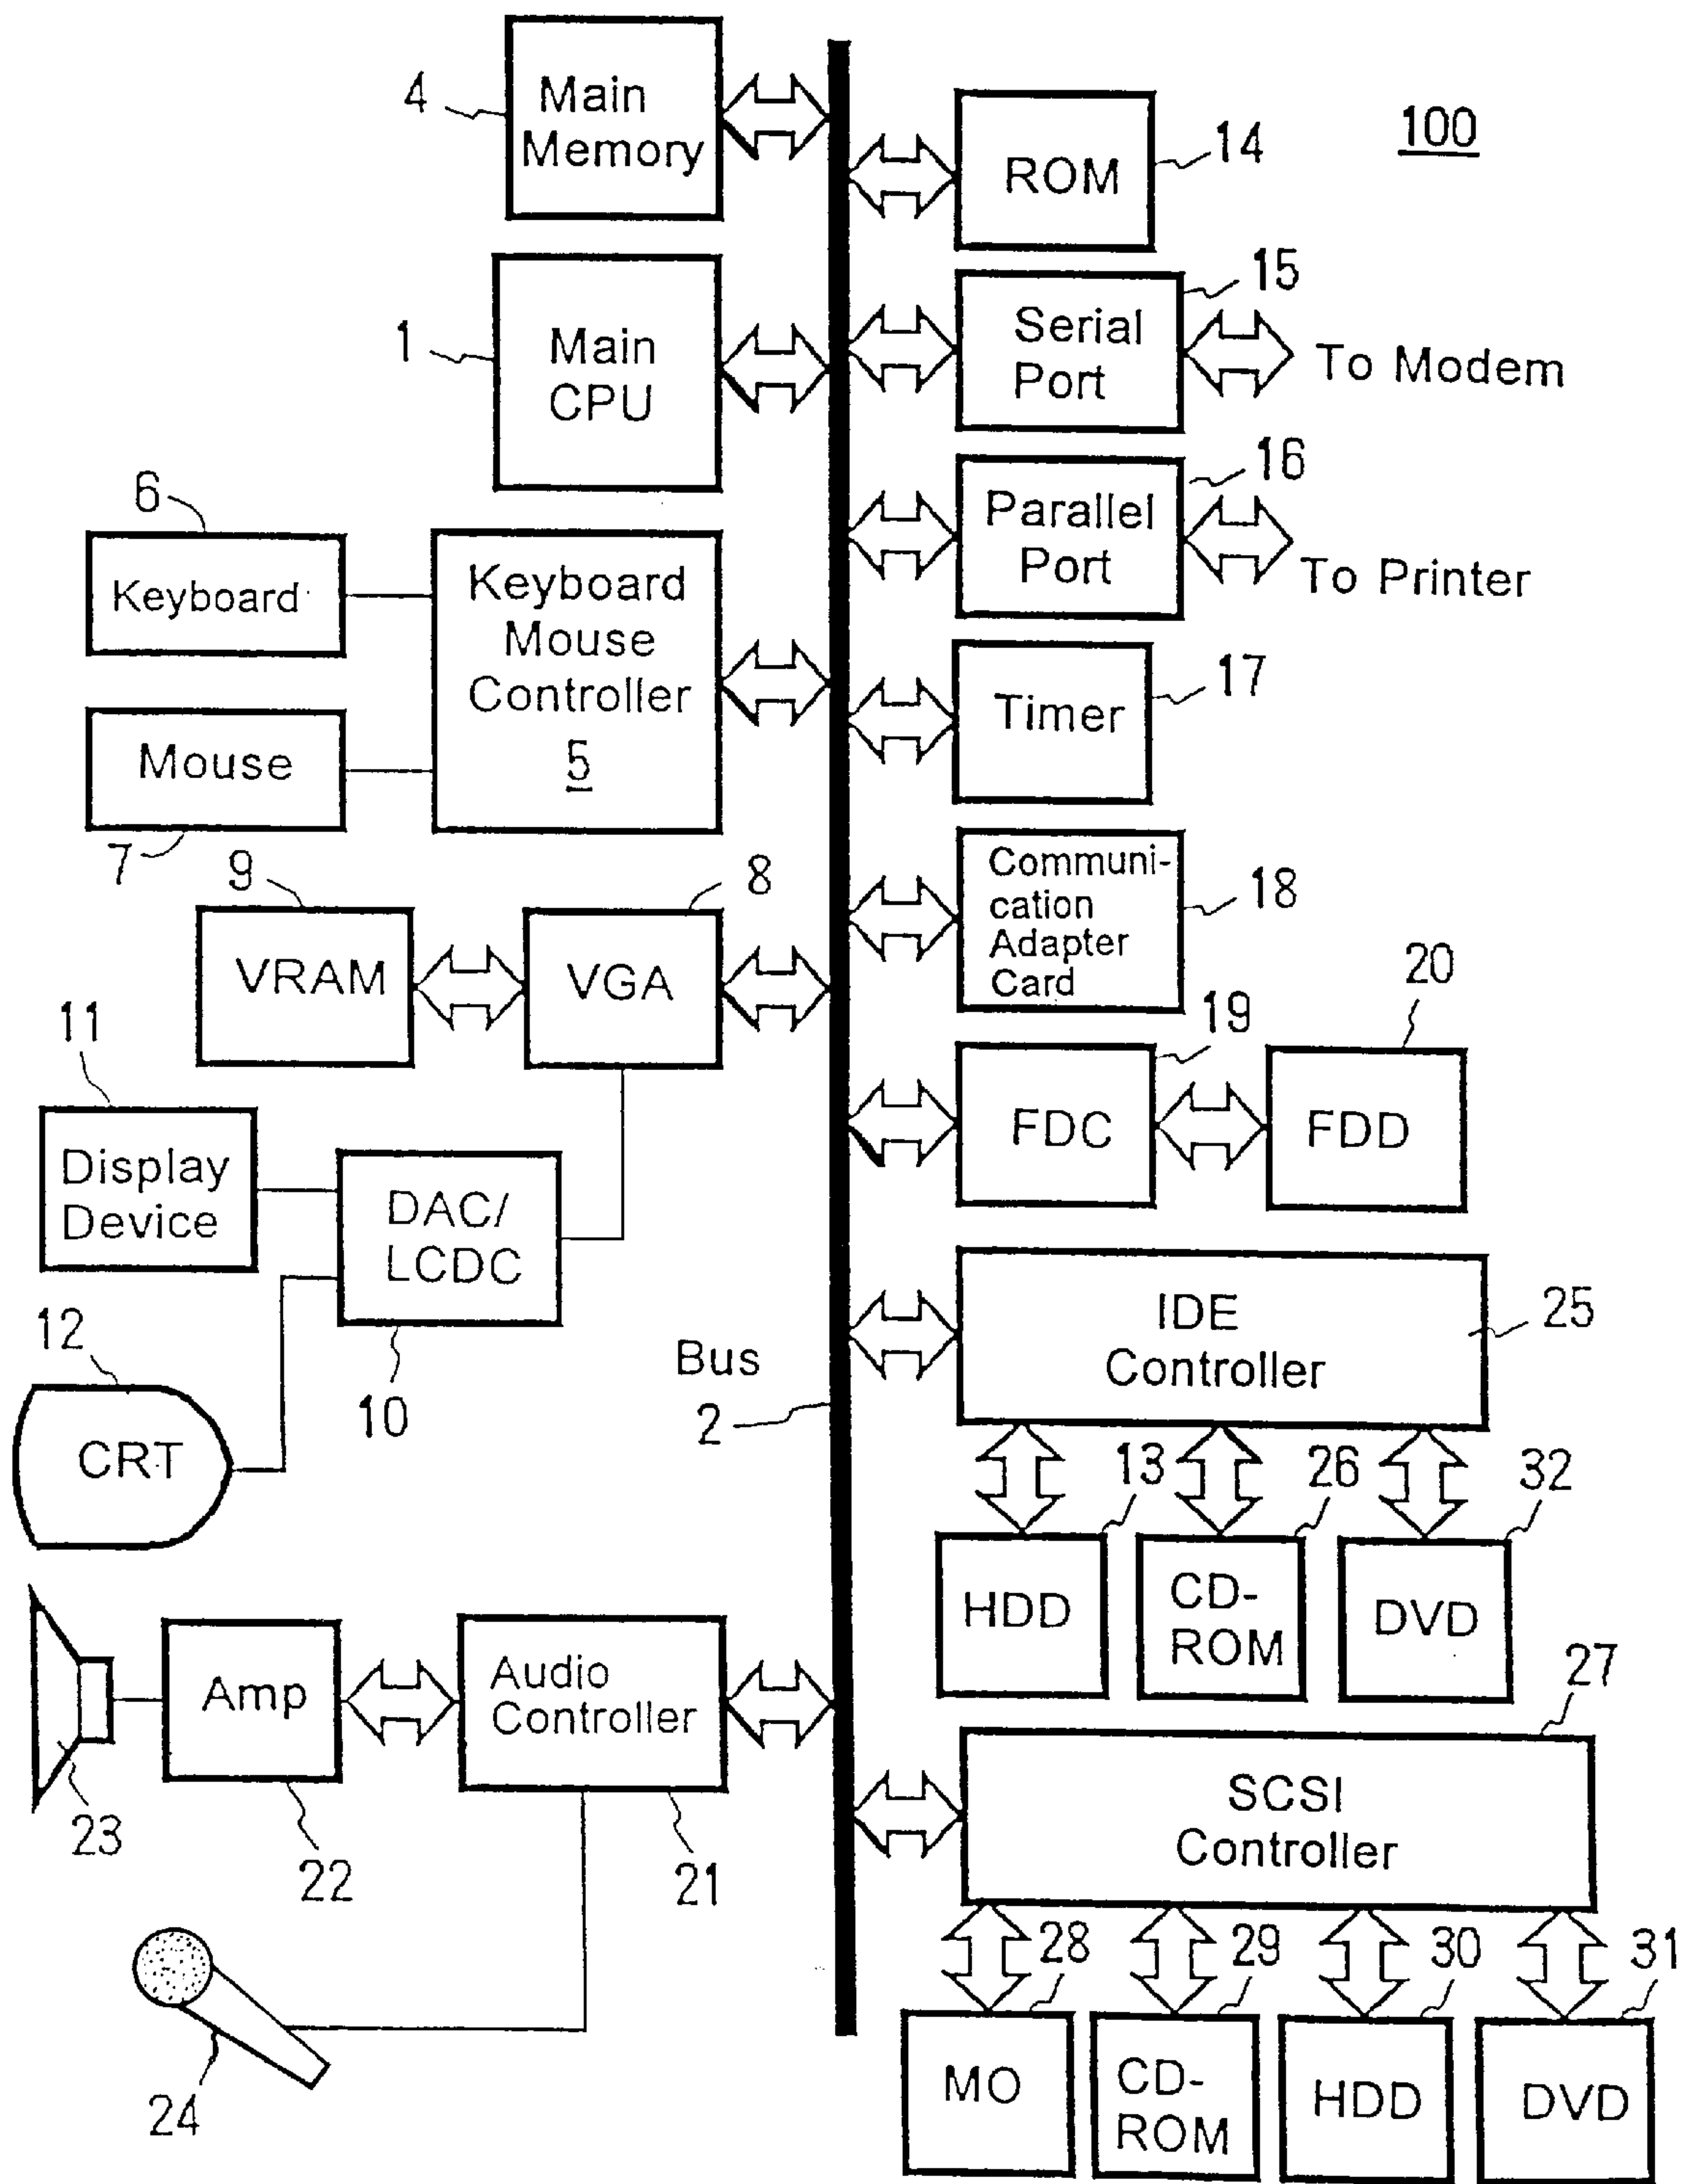 100
4
Main
Memory
ROM
14
1
Main
CPU
Serial
Port
15
To Modem
Parallel
Port
16
To Printer
6
Keyboard
Keyboard
Mouse
Controller
5
Mouse
7
Timer
17
Communi-
cation
Adapter
Card
18
9
VRAM
8
VGA
19
FDC
20
FDD
11
Display
Device
DAC/
LCDC
10
12
CRT
Bus
2
IDE
Controller
25
13
HDD
26
CD-
ROM
32
DVD
23
Amp
22
Audio
Controller
21
24
27
SCSI
Controller
28
MO
29
CD-
ROM
30
HDD
31
DVD